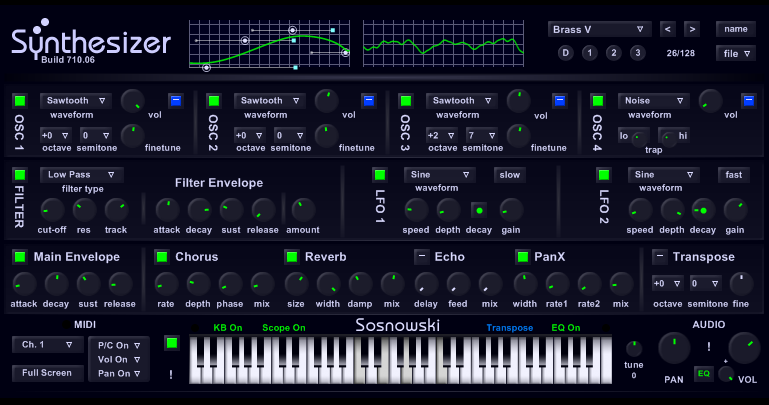 Synthesizer
Build 710.06
Brass V
< >
name
D 1 2 3
26/128
file
OSC 1
Sawtooth
waveform
vol
+0 0
octave semitone finetune
OSC 2
Sawtooth
waveform
vol
+0 0
octave semitone finetune
OSC 3
Sawtooth
waveform
vol
+2 7
octave semitone finetune
OSC 4
Noise
waveform
vol
lo hi
trap
FILTER
Low Pass
filter type
cut-off res track
Filter Envelope
attack decay sust release amount
LFO 1
Sine
waveform
slow
speed depth decay gain
LFO 2
Sine
waveform
fast
speed depth decay gain
Main Envelope
attack decay sust release
Chorus
rate depth phase mix
Reverb
size width damp mix
Echo
delay feed mix
PanX
width rate1 rate2 mix
Transpose
+0 0
octave semitone fine
MIDI
Ch. 1
Full Screen
P/C On
Vol On
Pan On
!
KB On
Scope On
Sosnowski
Transpose
EQ On
tune
0
AUDIO
!
PAN
EQ
+
VOL